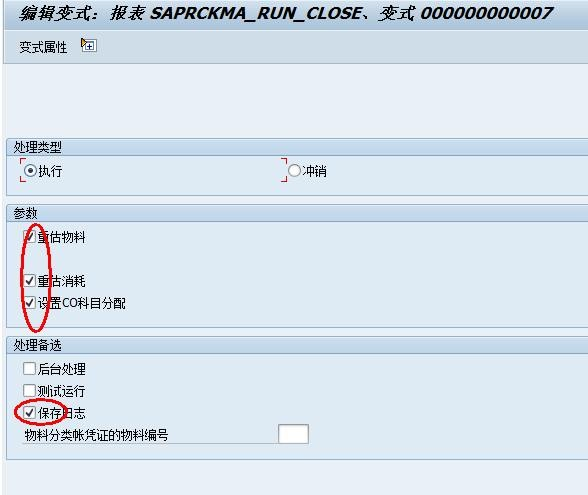 编辑变式：报表 SAPRCKMA_RUN_CLOSE、变式 000000000007
变式属性
处理类型
执行 冲销
参数
重估物料
重估消耗
设置CO科目分配
处理备选
后台处理
测试运行
保存日志
物料分类帐凭证的物料编号